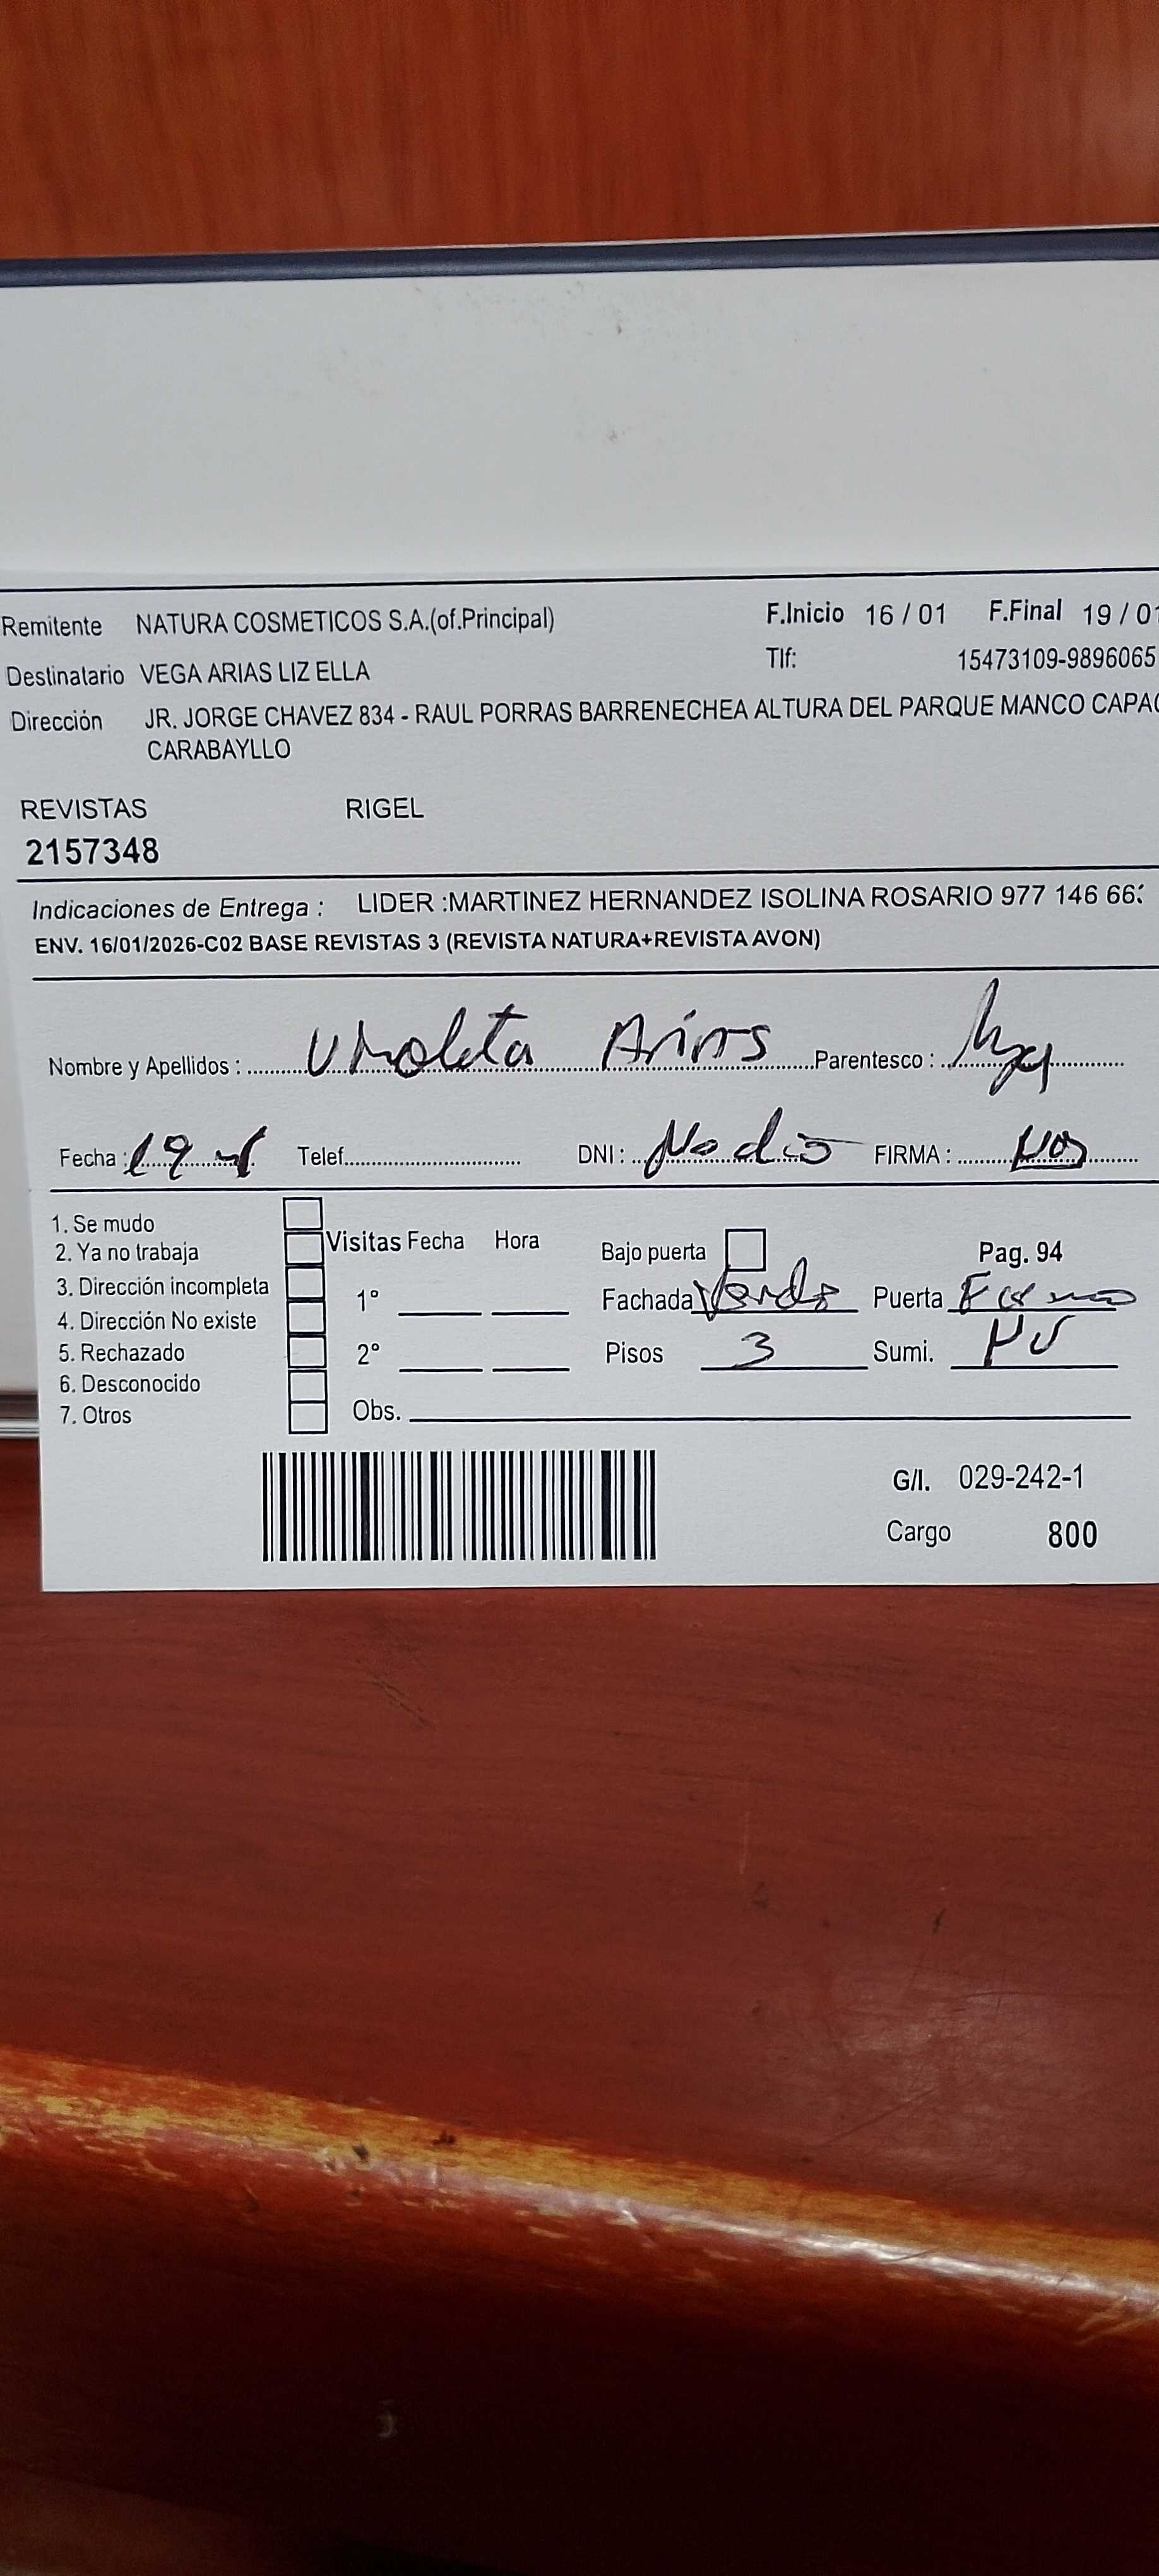 Remitente NATURA COSMETICOS S.A.(of.Principal) F.Inicio 16 / 01 F.Final 19 / 01
Destinatario VEGA ARIAS LIZ ELLA Tlf: 15473109-9896065
Dirección JR. JORGE CHAVEZ 834 - RAUL PORRAS BARRENECHEA ALTURA DEL PARQUE MANCO CAPAC
CARABAYLLO
REVISTAS RIGEL
2157348
Indicaciones de Entrega : LIDER :MARTINEZ HERNANDEZ ISOLINA ROSARIO 977 146 66
ENV. 16/01/2026-C02 BASE REVISTAS 3 (REVISTA NATURA+REVISTA AVON)
Nombre y Apellidos : Violeta Arias Parentesco :
Fecha : 19 Telef. DNI : No dio FIRMA :
1. Se mudo
2. Ya no trabaja Visitas Fecha Hora Bajo puerta Pag. 94
3. Dirección incompleta 1° Fachada Verde Puerta
4. Dirección No existe
5. Rechazado 2° Pisos 3 Sumi.
6. Desconocido
7. Otros Obs.
G/I. 029-242-1
Cargo 800